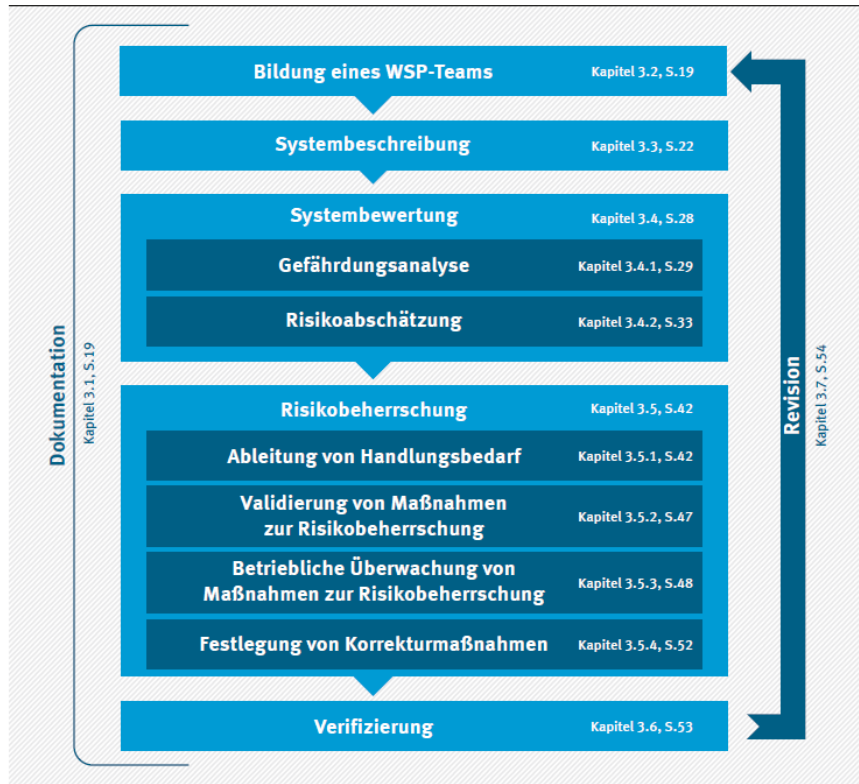 Bildung eines WSP-Teams Kapitel 3.2, S.19
Systembeschreibung Kapitel 3.3, S.22
Systembewertung Kapitel 3.4, S.28
Gefährdungsanalyse Kapitel 3.4.1, S.29
Risikoabschätzung Kapitel 3.4.2, S.33
Risikobeherrschung Kapitel 3.5, S.42
Ableitung von Handlungsbedarf Kapitel 3.5.1, S.42
Validierung von Maßnahmen
zur Risikobeherrschung Kapitel 3.5.2, S.47
Betriebliche Überwachung von
Maßnahmen zur Risikobeherrschung Kapitel 3.5.3, S.48
Festlegung von Korrekturmaßnahmen Kapitel 3.5.4, S.52
Verifizierung Kapitel 3.6, S.53
Dokumentation
Kapitel 3.1, S.19
Revision
Kapitel 3.7, S.54